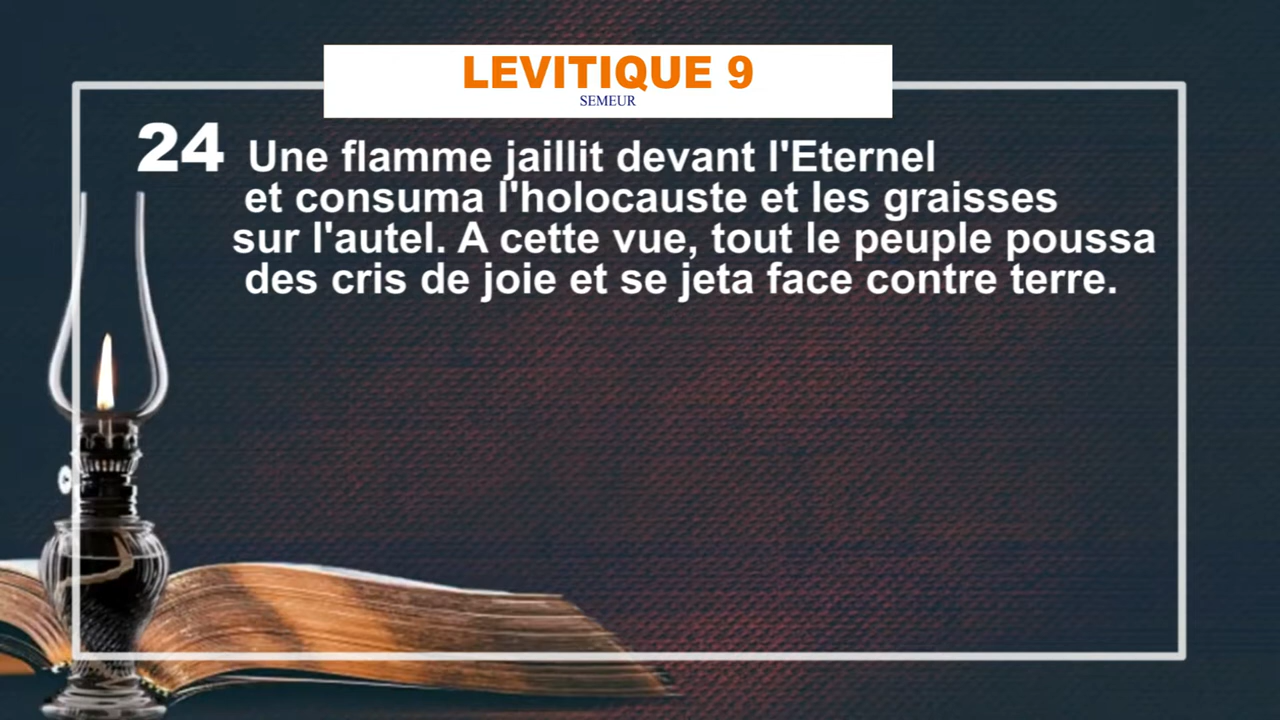 LEVITIQUE 9
SEMEUR
24 Une flamme jaillit devant l'Eternel
et consuma l'holocauste et les graisses
sur l'autel. A cette vue, tout le peuple poussa
des cris de joie et se jeta face contre terre.